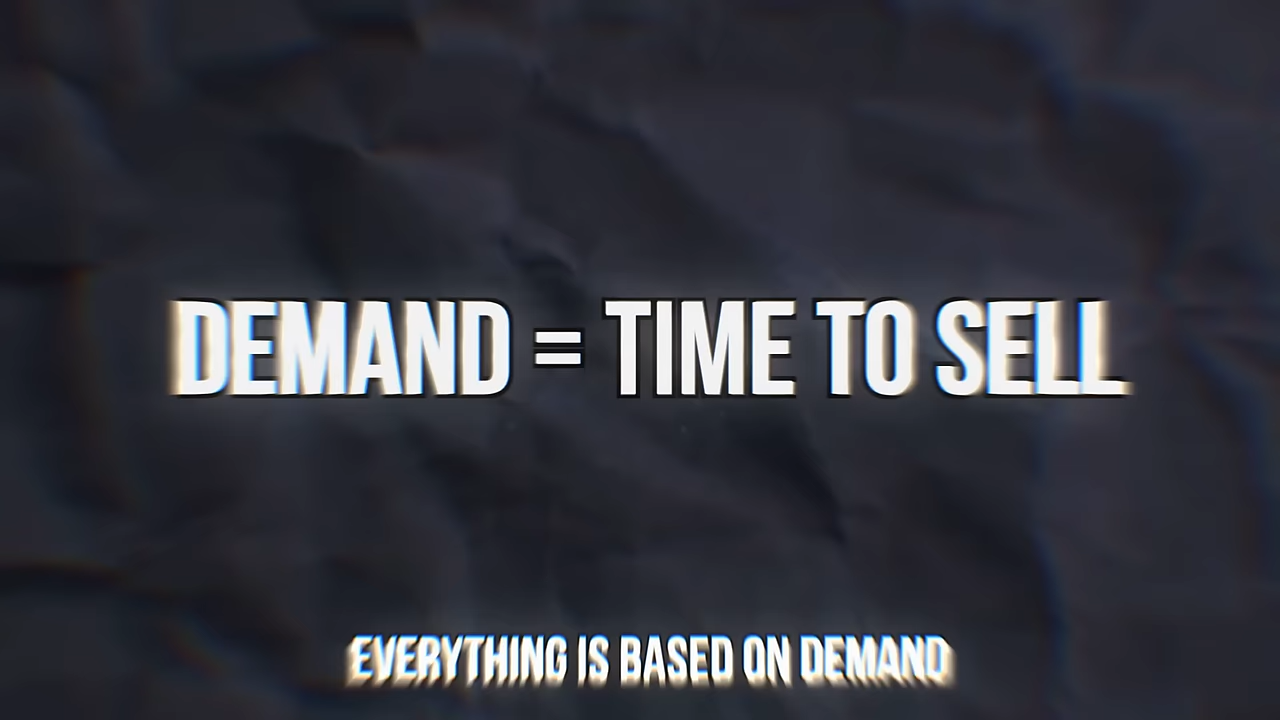 DEMAND = TIME TO SELL
EVERYTHING IS BASED ON DEMAND